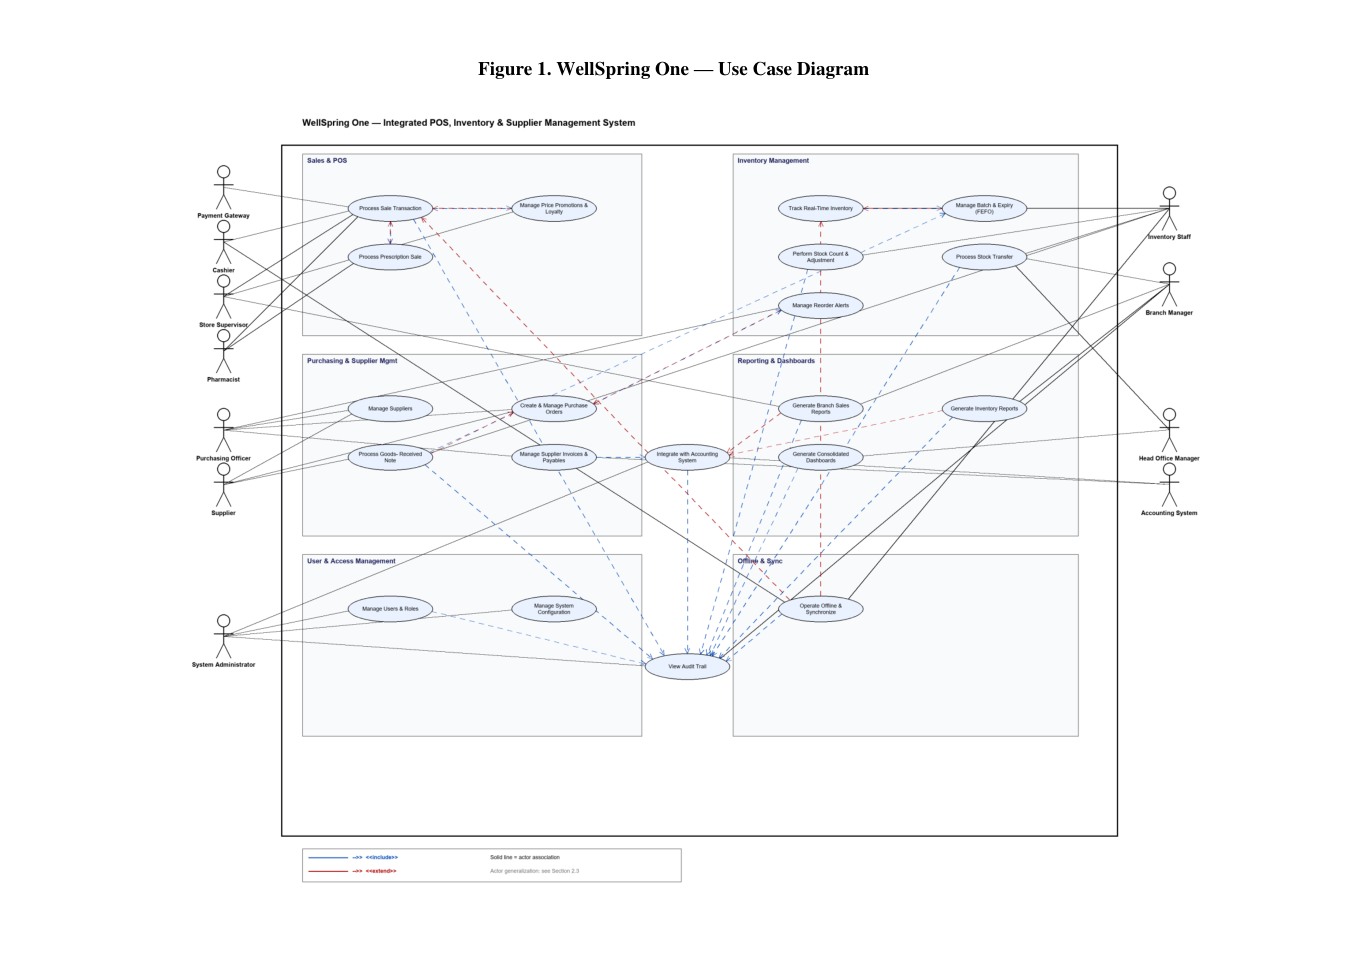 Figure 1. WellSpring One — Use Case Diagram
WellSpring One — Integrated POS, Inventory & Supplier Management System
Sales & POS
Process Sale Transaction
Manage Price Promotions &
Loyalty
Process Prescription Sale
Inventory Management
Track Real-Time Inventory
Manage Batch & Expiry
(FEFO)
Perform Stock Count &
Adjustment
Process Stock Transfer
Manage Reorder Alerts
Payment Gateway
Cashier
Store Supervisor
Pharmacist
Inventory Staff
Branch Manager
Purchasing & Supplier Mgmt
Manage Suppliers
Create & Manage Purchase
Orders
Process Goods- Received
Note
Manage Supplier Invoices &
Payables
Integrate with Accounting
System
Reporting & Dashboards
Generate Branch Sales
Reports
Generate Inventory Reports
Generate Consolidated
Dashboards
Purchasing Officer
Supplier
Head Office Manager
Accounting System
User & Access Management
Manage Users & Roles
Manage System
Configuration
Offline & Sync
Operate Offline &
Synchronize
View Audit Trail
System Administrator
-->> <<include>>
Solid line = actor association
-->> <<extend>>
Actor generalization: see Section 2.3